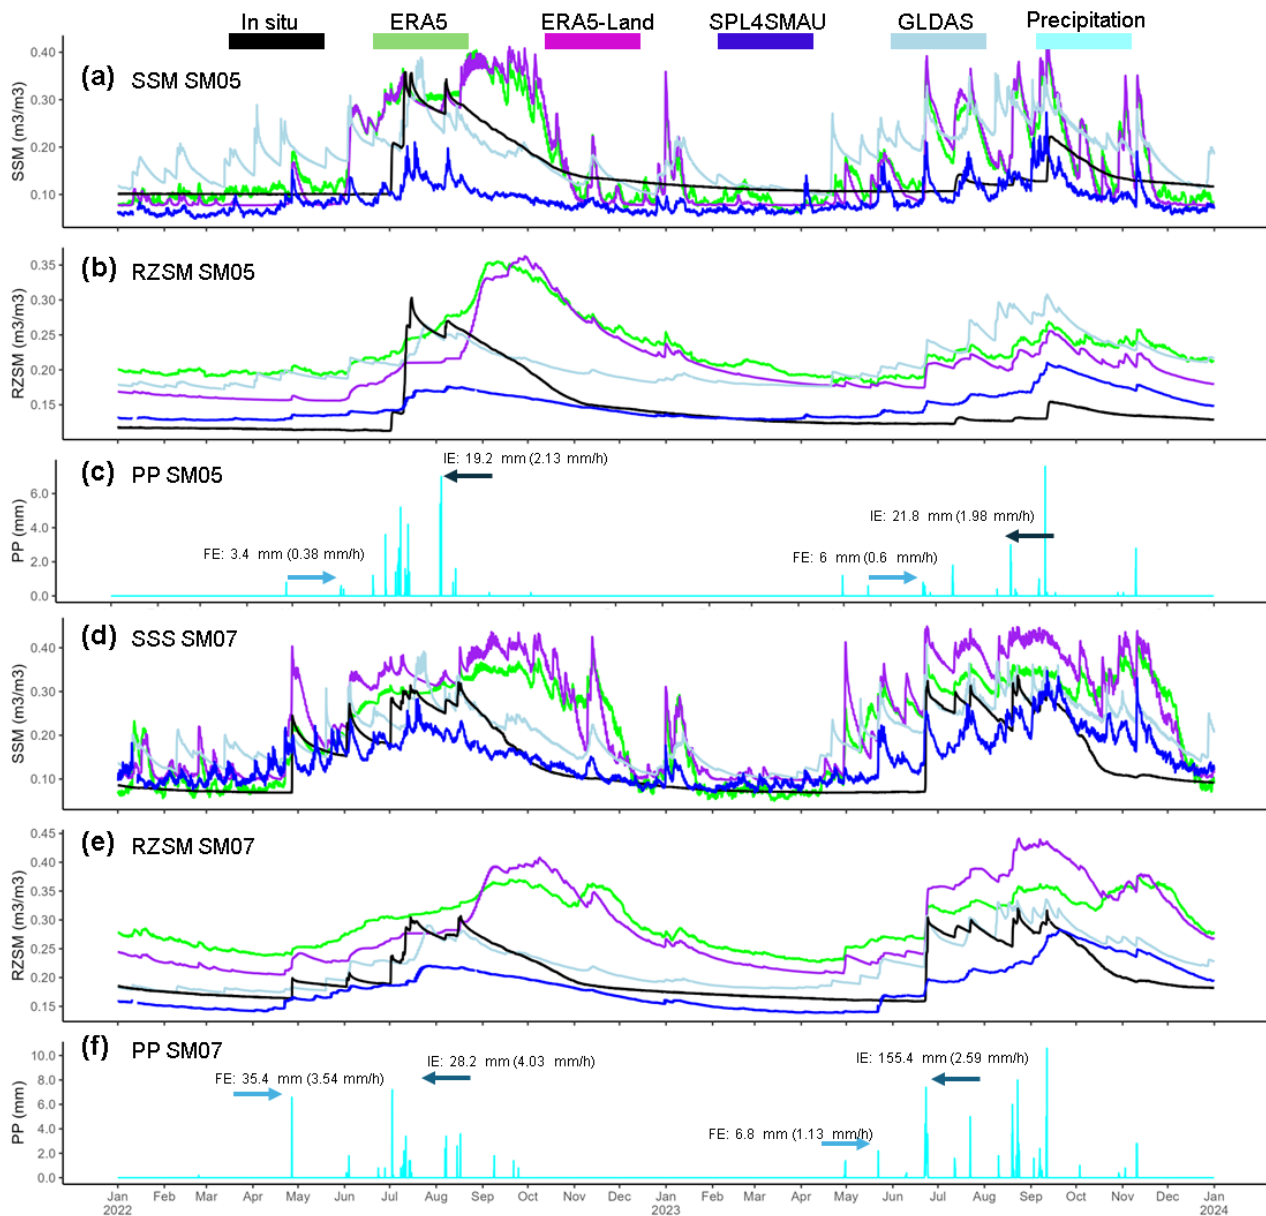 In situ ERA5 ERA5-Land SPL4SMAU GLDAS Precipitation
(a) SSM SM05
SSM (m3/m3)
0.40
0.30
0.20
0.10
(b) RZSM SM05
RZSM (m3/m3)
0.35
0.30
0.25
0.20
0.15
(c) PP SM05
PP (mm)
6.0
4.0
2.0
0.0
IE: 19.2 mm (2.13 mm/h)
IE: 21.8 mm (1.98 mm/h)
FE: 3.4 mm (0.38 mm/h)
FE: 6 mm (0.6 mm/h)
(d) SSS SM07
SSM (m3/m3)
0.40
0.30
0.20
0.10
(e) RZSM SM07
RZSM (m3/m3)
0.45
0.40
0.35
0.30
0.25
0.20
0.15
(f) PP SM07
PP (mm)
10.0
8.0
6.0
4.0
2.0
0.0
IE: 28.2 mm (4.03 mm/h)
IE: 155.4 mm (2.59 mm/h)
FE: 35.4 mm (3.54 mm/h)
FE: 6.8 mm (1.13 mm/h)
Jan Feb Mar Apr May Jun Jul Aug Sep Oct Nov Dec Jan Feb Mar Apr May Jun Jul Aug Sep Oct Nov Dec Jan
2022 2023 2024